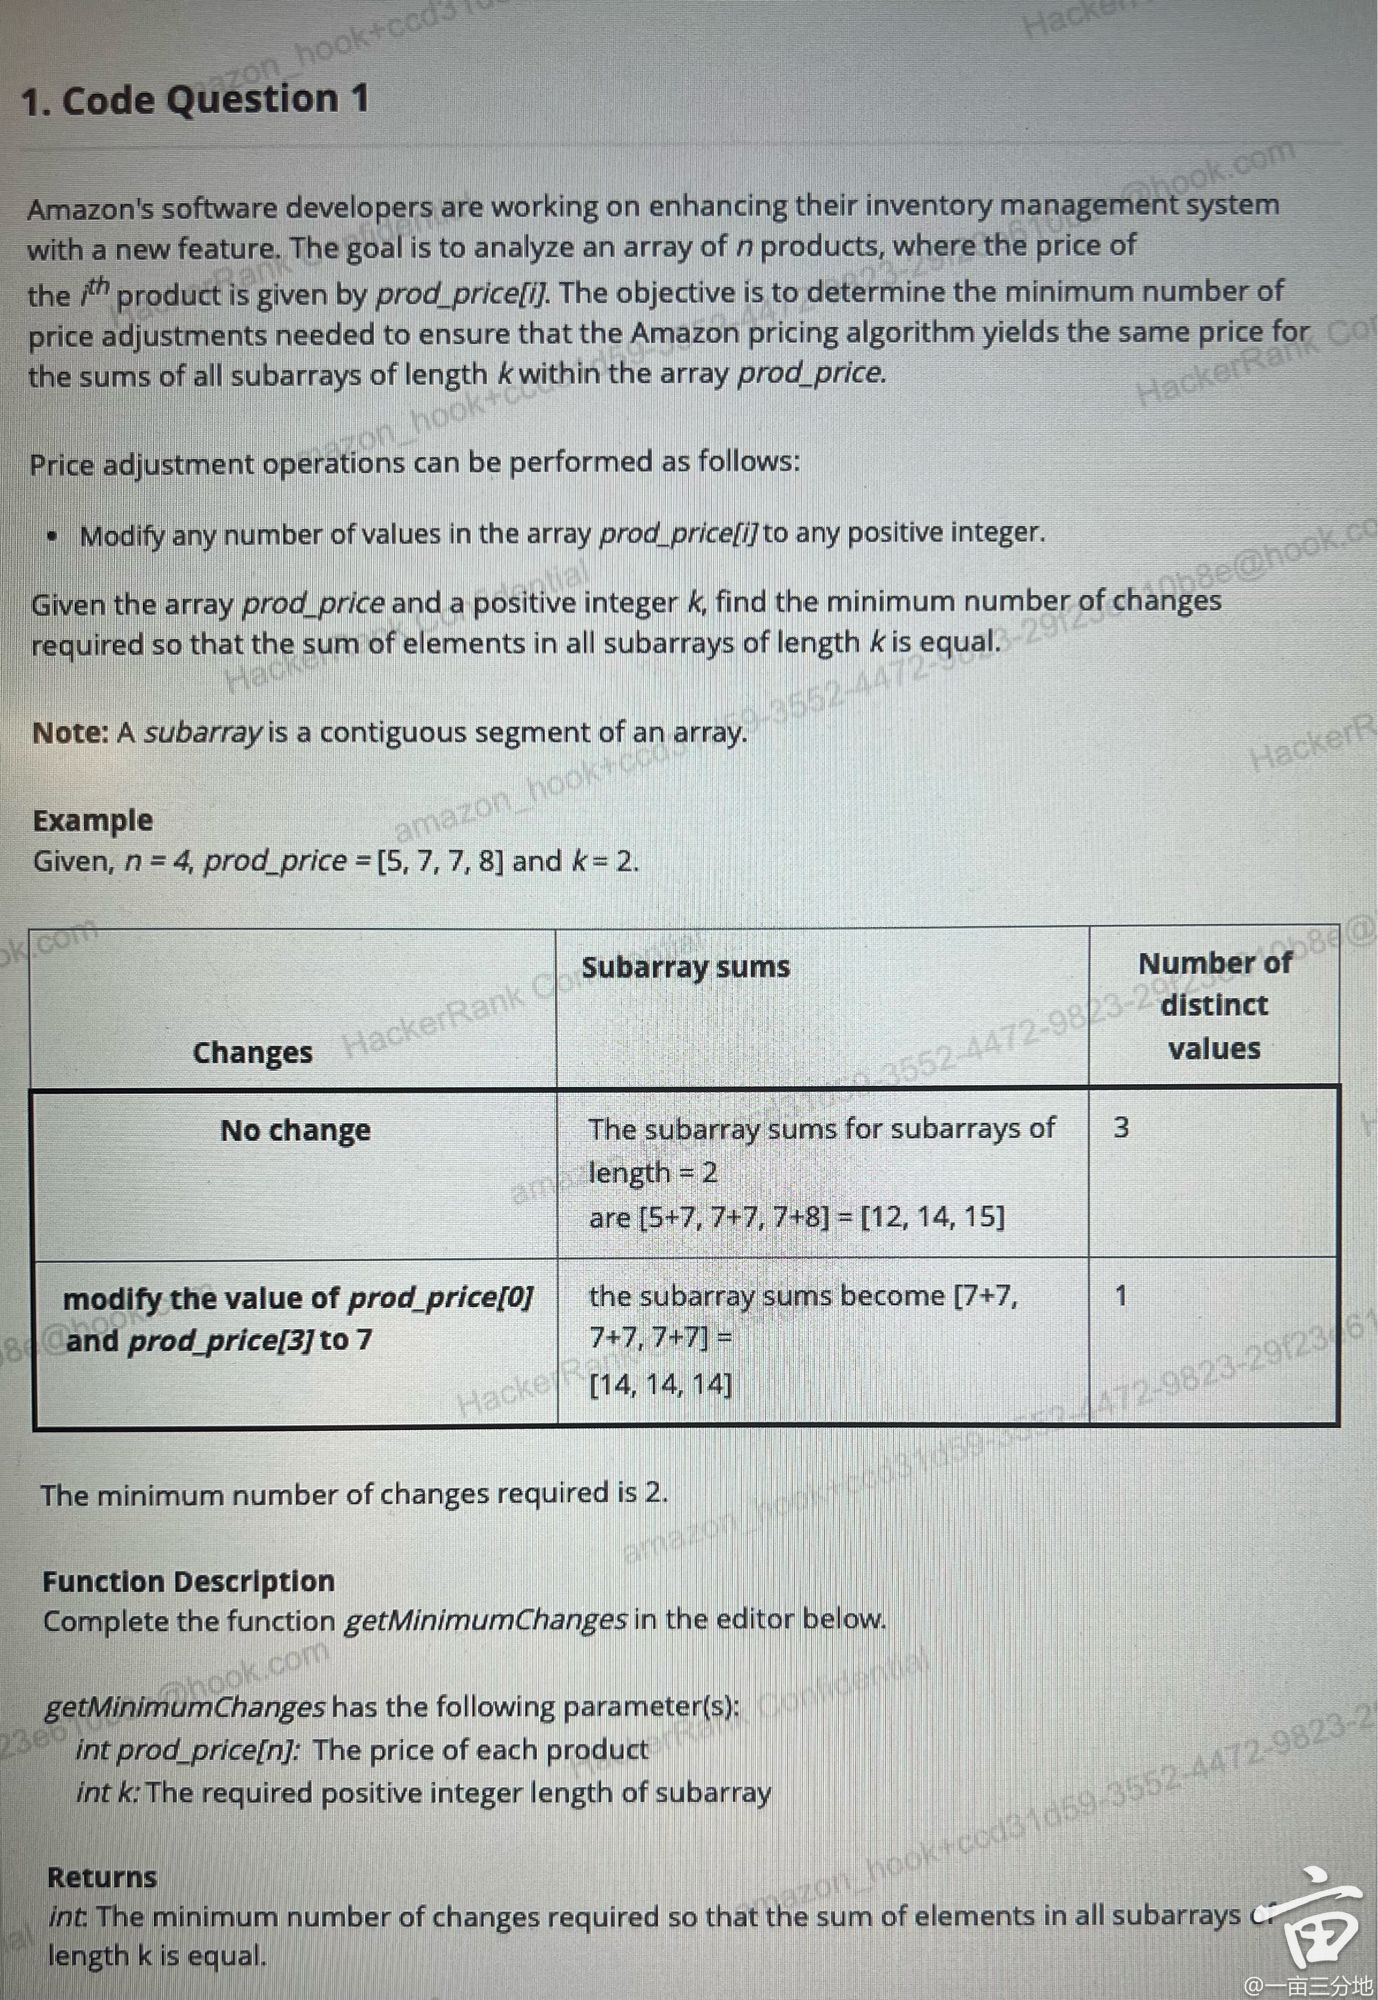 1. Code Question 1
Amazon's software developers are working on enhancing their inventory management system
with a new feature. The goal is to analyze an array of n products, where the price of
the ith product is given by prod_price[i]. The objective is to determine the minimum number of
price adjustments needed to ensure that the Amazon pricing algorithm yields the same price for
the sums of all subarrays of length k within the array prod_price.
Price adjustment operations can be performed as follows:
• Modify any number of values in the array prod_price[i] to any positive integer.
Given the array prod_price and a positive integer k, find the minimum number of changes
required so that the sum of elements in all subarrays of length k is equal.
Note: A subarray is a contiguous segment of an array.
Example
Given, n = 4, prod_price = [5, 7, 7, 8] and k = 2.
Changes
Subarray sums
Number of
distinct
values
No change
The subarray sums for subarrays of
length = 2
are [5+7, 7+7, 7+8] = [12, 14, 15]
3
modify the value of prod_price[0]
and prod_price[3] to 7
the subarray sums become [7+7,
7+7, 7+7] =
[14, 14, 14]
1
The minimum number of changes required is 2.
Function Description
Complete the function getMinimumChanges in the editor below.
getMinimumChanges has the following parameter(s):
int prod_price[n]: The price of each product
int k: The required positive integer length of subarray
Returns
int: The minimum number of changes required so that the sum of elements in all subarrays of
length k is equal.
@一亩三分地